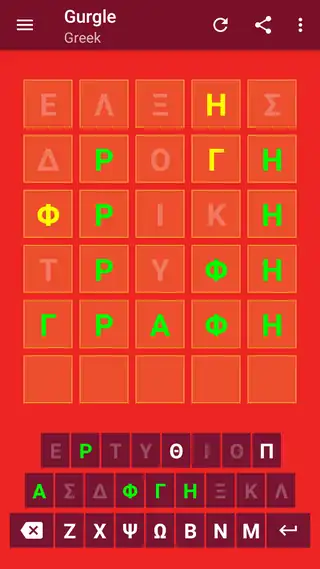 Gurgle
Greek
Ε Λ Ξ Η Σ
Δ Ρ Ο Γ Η
Φ Ρ Ι Κ Η
Τ Ρ Υ Φ Η
Γ Ρ Α Φ Η
Ε Ρ Τ Υ Θ Ι Ο Π
Α Σ Δ Φ Γ Η Ξ Κ Λ
Ζ Χ Ψ Ω Β Ν Μ